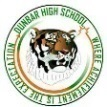 DUNBAR HIGH SCHOOL
WHERE ACHIEVEMENT IS THE EXPECTATION